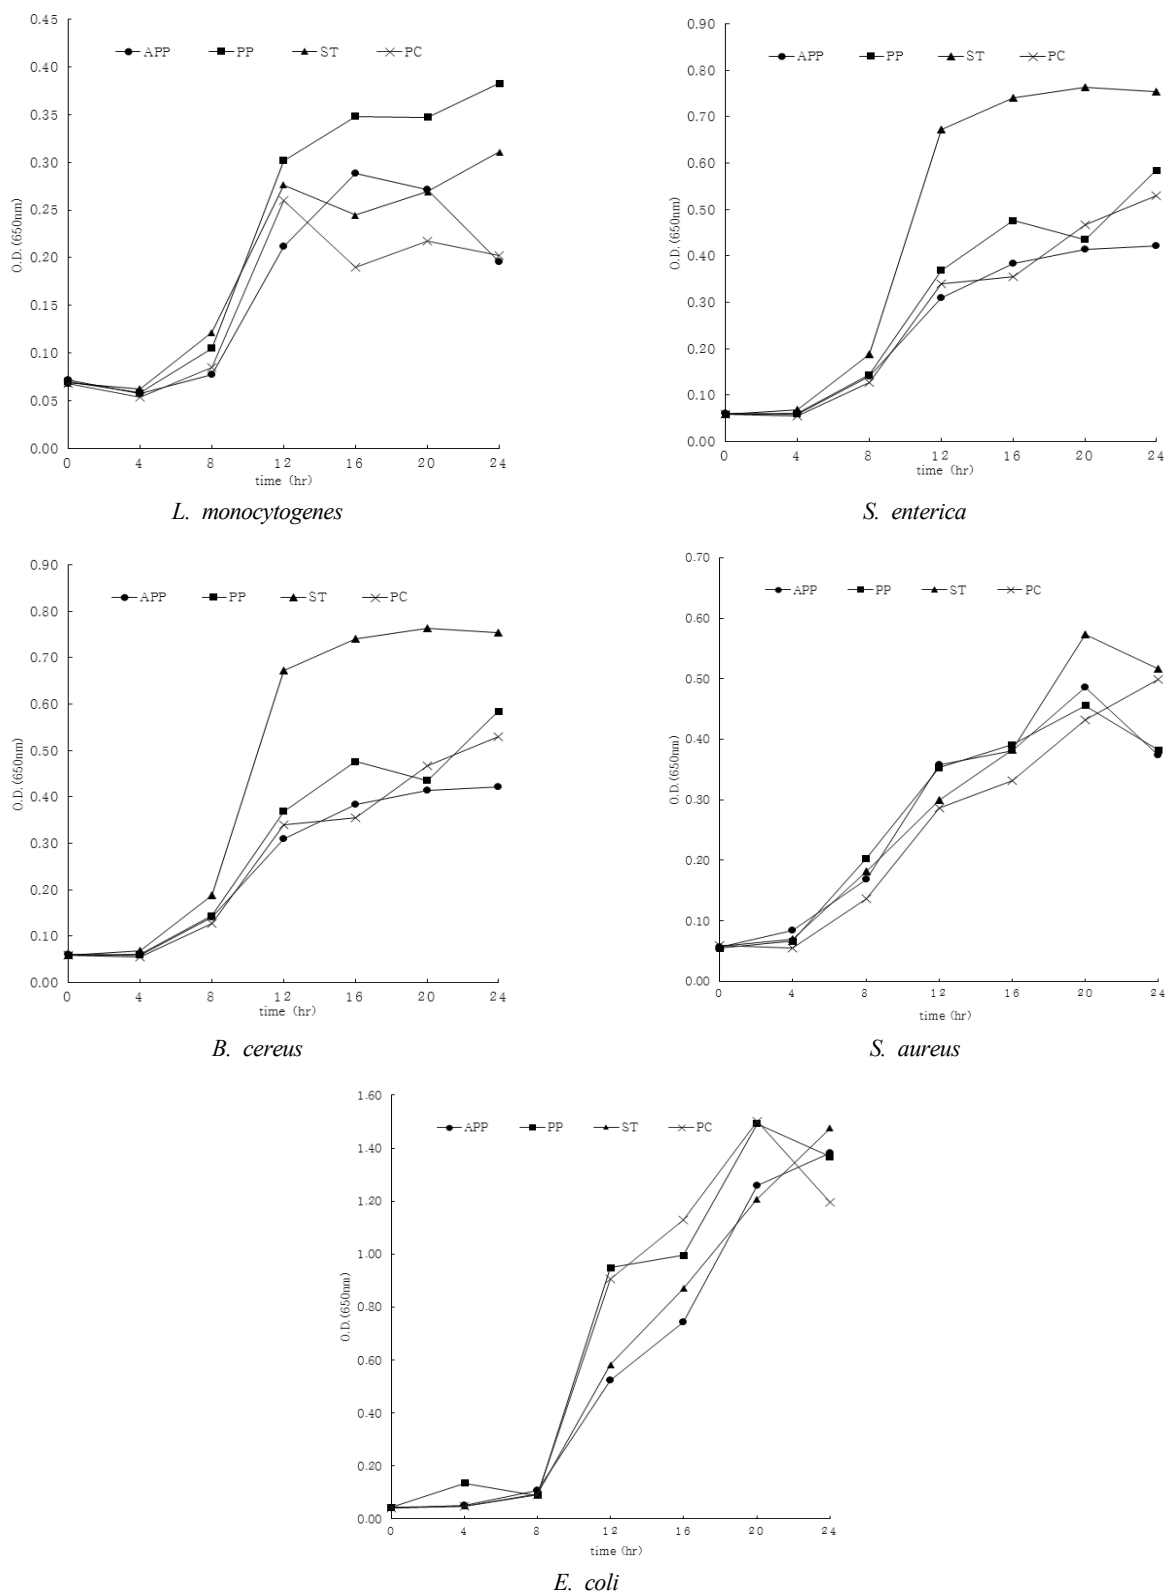 0.45
APP PP ST PC
0.40
0.35
0.30
0.25
0.20
0.15
0.10
0.05
0.00
O.D.(650nm)
0 4 8 12 16 20 24
time (hr)
L. monocytogenes
0.90
APP PP ST PC
0.80
0.70
0.60
0.50
0.40
0.30
0.20
0.10
0.00
O.D.(650nm)
0 4 8 12 16 20 24
time (hr)
S. enterica
0.90
APP PP ST PC
0.80
0.70
0.60
0.50
0.40
0.30
0.20
0.10
0.00
O.D.(650nm)
0 4 8 12 16 20 24
time (hr)
B. cereus
0.70
APP PP ST PC
0.60
0.50
0.40
0.30
0.20
0.10
0.00
O.D.(650nm)
0 4 8 12 16 20 24
time (hr)
S. aureus
1.60
APP PP ST PC
1.40
1.20
1.00
0.80
0.60
0.40
0.20
0.00
O.D.(650nm)
0 4 8 12 16 20 24
time (hr)
E. coli